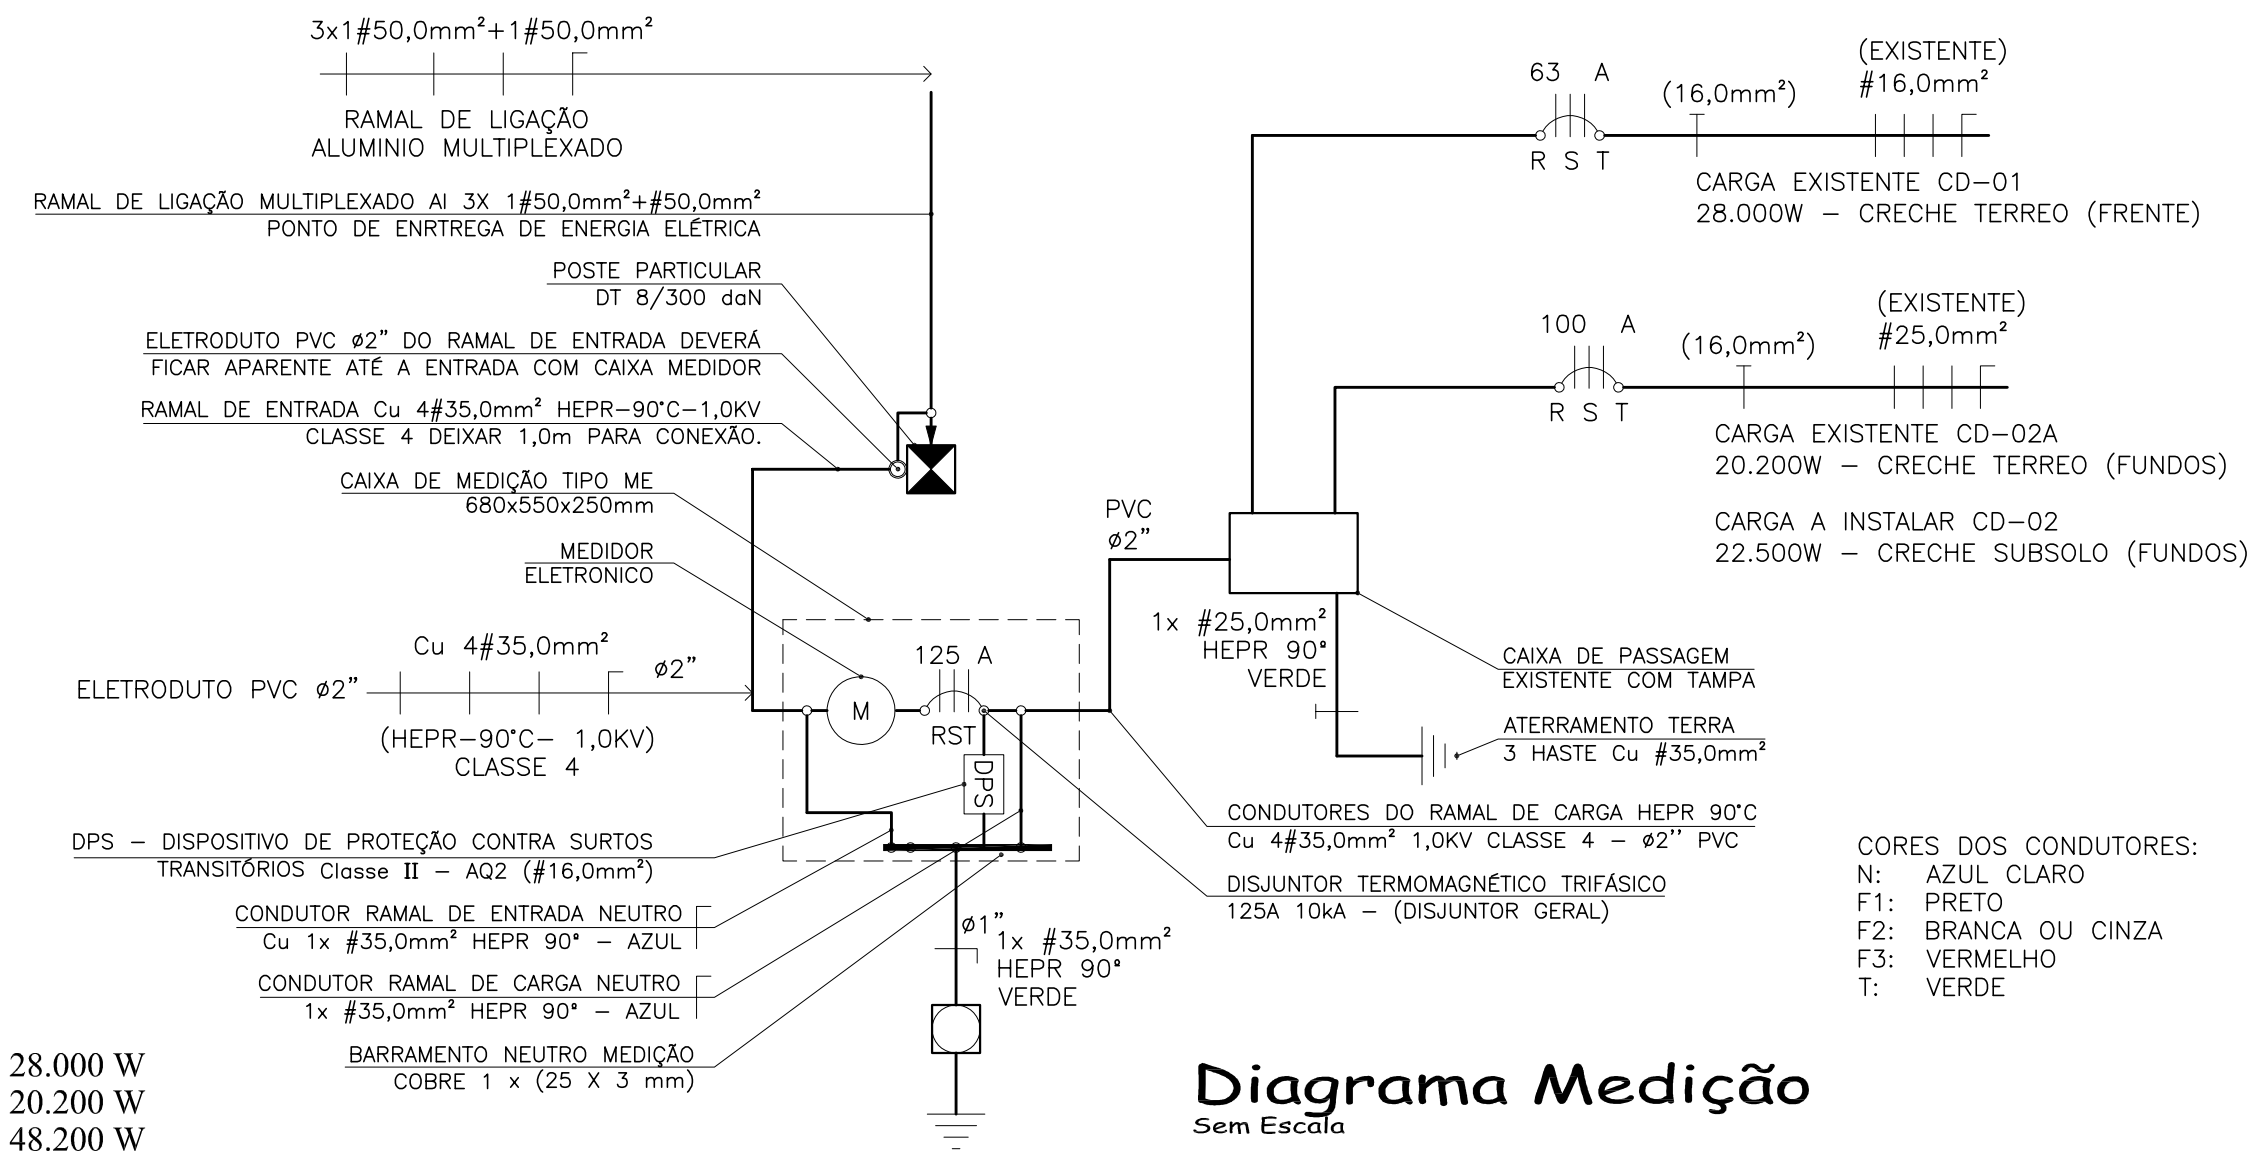 3x1#50,0mm²+1#50,0mm²
RAMAL DE LIGAÇÃO
ALUMINIO MULTIPLEXADO
RAMAL DE LIGAÇÃO MULTIPLEXADO Al 3X 1#50,0mm²+#50,0mm²
PONTO DE ENRTREGA DE ENERGIA ELÉTRICA
POSTE PARTICULAR
DT 8/300 daN
ELETRODUTO PVC ø2" DO RAMAL DE ENTRADA DEVERÁ
FICAR APARENTE ATÉ A ENTRADA COM CAIXA MEDIDOR
RAMAL DE ENTRADA Cu 4#35,0mm² HEPR-90°C-1,0KV
CLASSE 4 DEIXAR 1,0m PARA CONEXÃO.
CAIXA DE MEDIÇÃO TIPO ME
680x550x250mm
MEDIDOR
ELETRONICO
Cu 4#35,0mm²
ø2"
ELETRODUTO PVC ø2"
(HEPR-90°C- 1,0KV)
CLASSE 4
125 A
M
RST
DPS
DPS - DISPOSITIVO DE PROTEÇÃO CONTRA SURTOS
TRANSITÓRIOS Classe II - AQ2 (#16,0mm²)
CONDUTOR RAMAL DE ENTRADA NEUTRO
Cu 1x #35,0mm² HEPR 90º - AZUL
CONDUTOR RAMAL DE CARGA NEUTRO
1x #35,0mm² HEPR 90º - AZUL
BARRAMENTO NEUTRO MEDIÇÃO
COBRE 1 x (25 X 3 mm)
ø1"
1x #35,0mm²
HEPR 90º
VERDE
28.000 W
20.200 W
48.200 W
63 A
R S T
(16,0mm²)
(EXISTENTE)
#16,0mm²
CARGA EXISTENTE CD-01
28.000W - CRECHE TERREO (FRENTE)
100 A
R S T
(16,0mm²)
(EXISTENTE)
#25,0mm²
CARGA EXISTENTE CD-02A
20.200W - CRECHE TERREO (FUNDOS)
CARGA A INSTALAR CD-02
22.500W - CRECHE SUBSOLO (FUNDOS)
PVC
ø2"
1x #25,0mm²
HEPR 90º
VERDE
CAIXA DE PASSAGEM
EXISTENTE COM TAMPA
ATERRAMENTO TERRA
3 HASTE Cu #35,0mm²
CONDUTORES DO RAMAL DE CARGA HEPR 90°C
Cu 4#35,0mm² 1,0KV CLASSE 4 - ø2'' PVC
DISJUNTOR TERMOMAGNÉTICO TRIFÁSICO
125A 10kA - (DISJUNTOR GERAL)
CORES DOS CONDUTORES:
N: AZUL CLARO
F1: PRETO
F2: BRANCA OU CINZA
F3: VERMELHO
T: VERDE
Diagrama Medição
Sem Escala